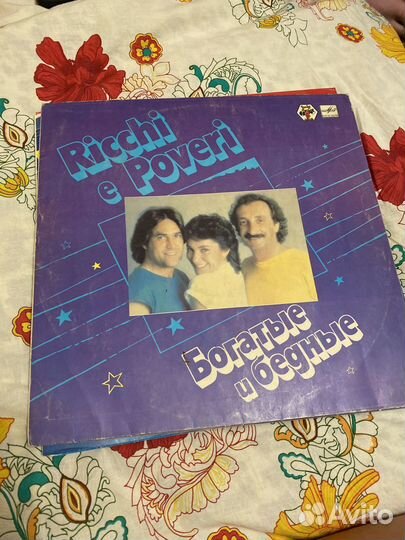 Ricchi
e Poveri
Богатые
и бедные
Avito